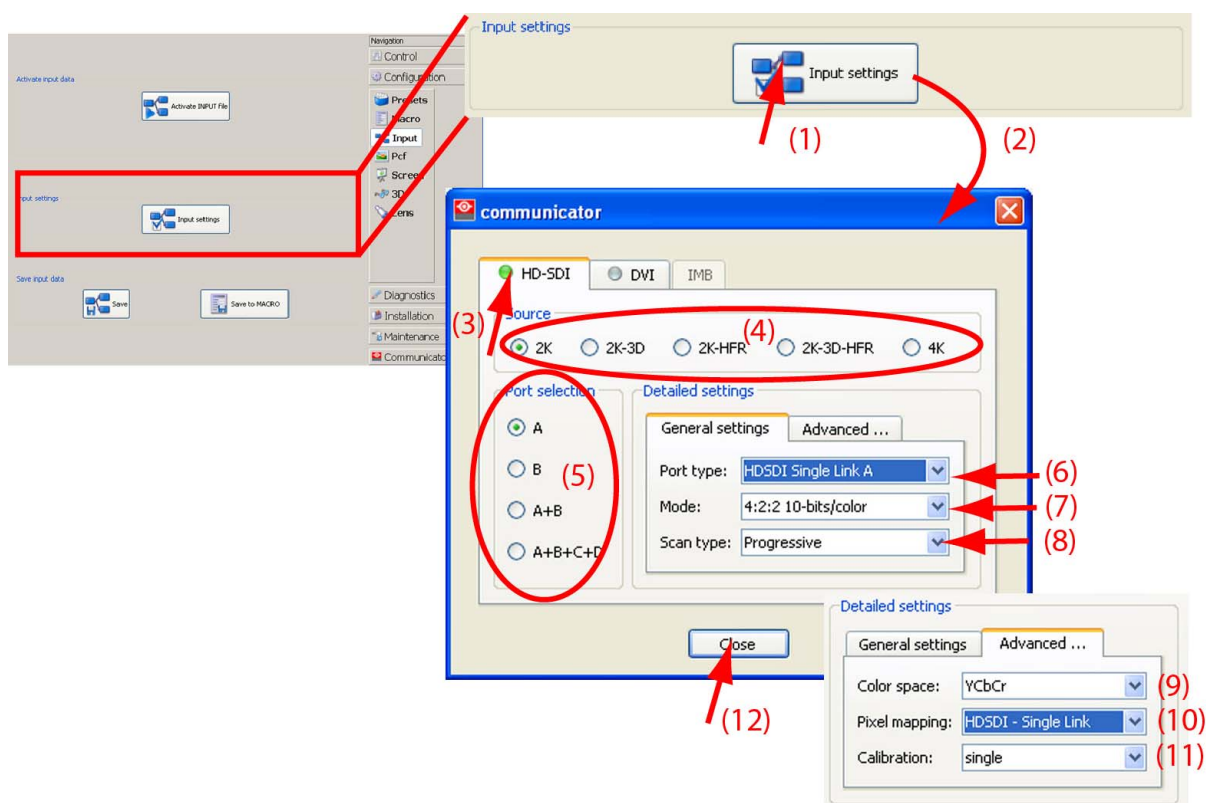 Input settings
Input settings
(1)
(2)
Navigation
Control
Configuration
Presets
Macro
Input
Pcf
Screen
3D
Lens
Diagnostics
Installation
Maintenance
Activate input data
Activate INPUT file
Input settings
Input settings
Save input data
Save
Save to MACRO
communicator
HD-SDI
DVI
IMB
(3)
Source
(4)
2K
2K-3D
2K-HFR
2K-3D-HFR
4K
Port selection
A
B
(5)
A+B
A+B+C+D
Detailed settings
General settings
Advanced ...
Port type: HDSDI Single Link A (6)
Mode: 4:2:2 10-bits/color (7)
Scan type: Progressive (8)
Close
(12)
Detailed settings
General settings
Advanced ...
Color space: YCbCr (9)
Pixel mapping: HDSDI - Single Link (10)
Calibration: single (11)